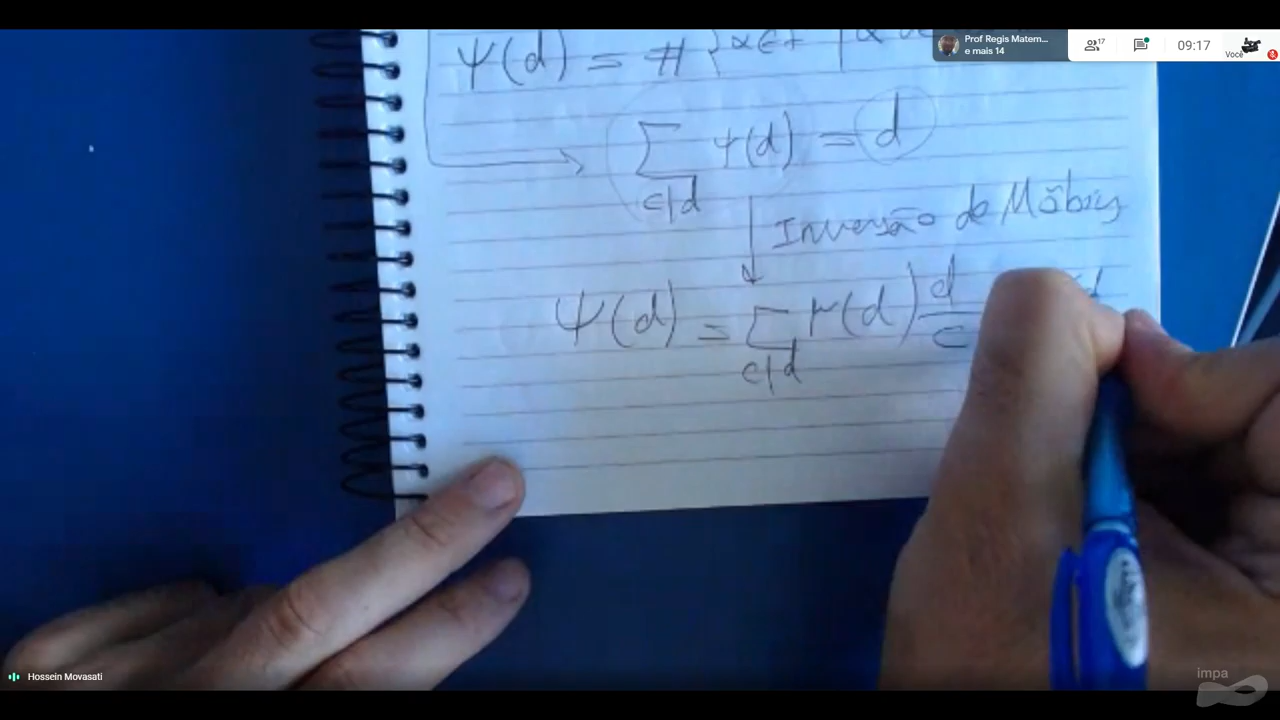 Prof Regis Matem...
e mais 14
17
09:17
Você
Ψ(d) = # {α ∈ F | α
∑ Ψ(d) = d
c|d
Inversão de Möbius
Ψ(d) = ∑ μ(d) d/c
c|d
Hossein Movasati
impa